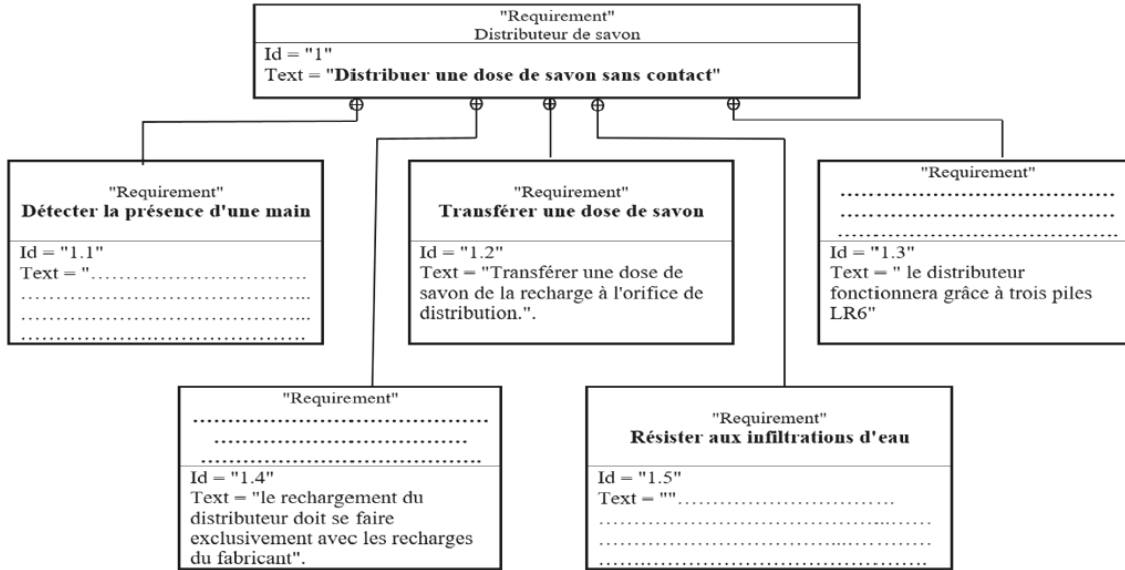 "Requirement"
Distributeur de savon
Id = "1"
Text = "Distribuer une dose de savon sans contact"
"Requirement"
Détecter la présence d'une main
Id = "1.1"
Text = "……………………………
………………………………………...
………………………………………...
………………….…………………….
"Requirement"
Transférer une dose de savon
Id = "1.2"
Text = "Transférer une dose de
savon de la recharge à l'orifice de
distribution.".
"Requirement"
……………………………………
……………………………………
…………………………………….
Id = "1.3"
Text = " le distributeur
fonctionnera grâce à trois piles
LR6"
"Requirement"
……………………………………
………………………………
…………………………………….
Id = "1.4"
Text = "le rechargement du
distributeur doit se faire
exclusivement avec les recharges
du fabricant".
"Requirement"
Résister aux infiltrations d'eau
Id = "1.5"
Text = ""………………………….
………………………………………...……
…………………………………...…………
…….……………………………….……….